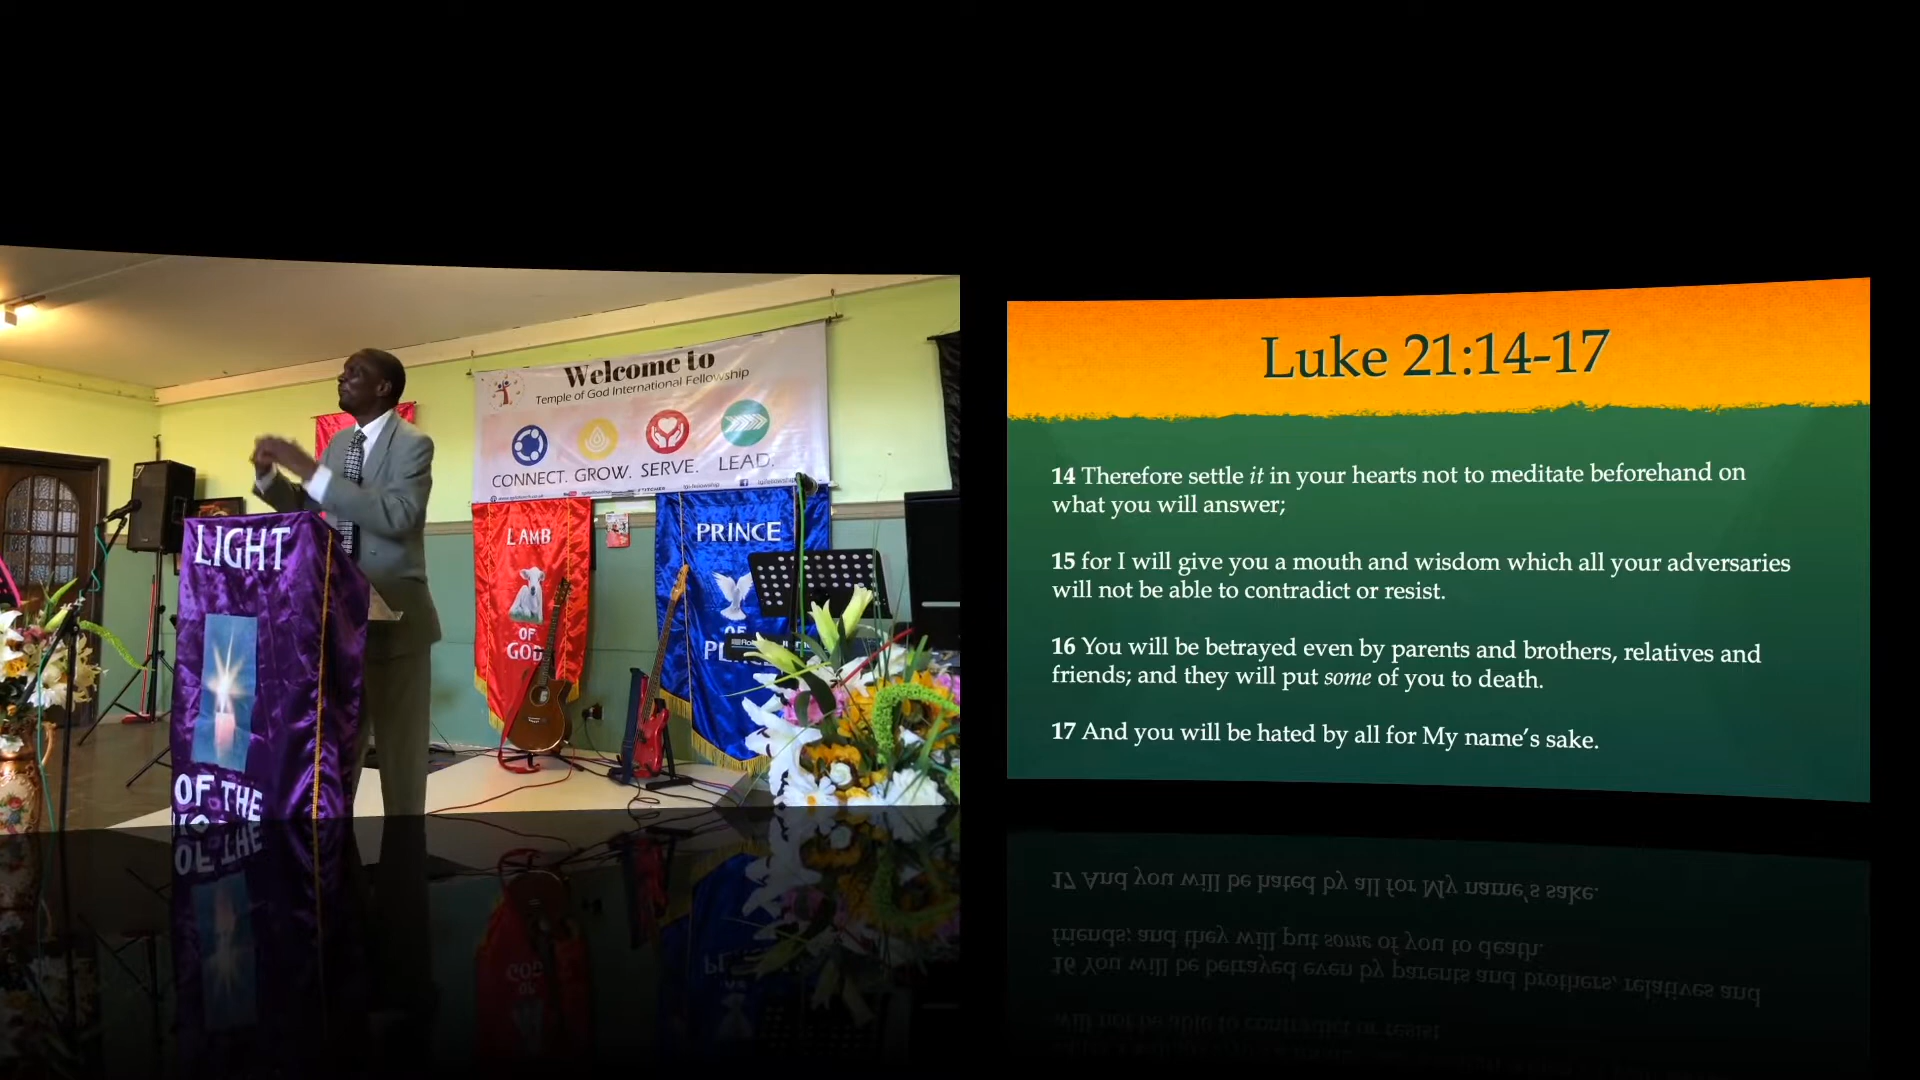 Welcome to
Temple of God International Fellowship
CONNECT. GROW. SERVE. LEAD.
LIGHT
OF THE
LAMB
OF
GOD
PRINCE
OF
Luke 21:14-17
14 Therefore settle it in your hearts not to meditate beforehand on
what you will answer;
15 for I will give you a mouth and wisdom which all your adversaries
will not be able to contradict or resist.
16 You will be betrayed even by parents and brothers, relatives and
friends; and they will put some of you to death.
17 And you will be hated by all for My name's sake.